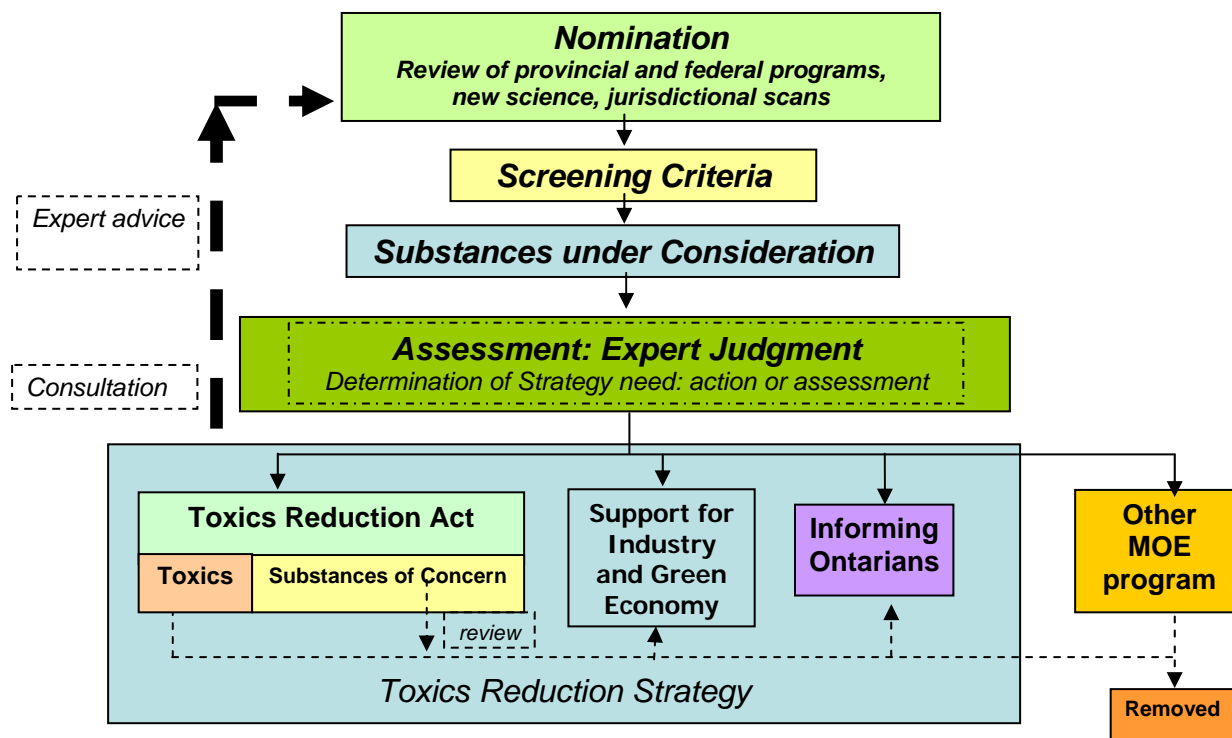 Nomination
Review of provincial and federal programs,
new science, jurisdictional scans
Screening Criteria
Expert advice
Substances under Consideration
Assessment: Expert Judgment
Determination of Strategy need: action or assessment
Consultation
Toxics Reduction Act
Toxics
Substances of Concern
review
Support for
Industry
and Green
Economy
Informing
Ontarians
Other
MOE
program
Toxics Reduction Strategy
Removed